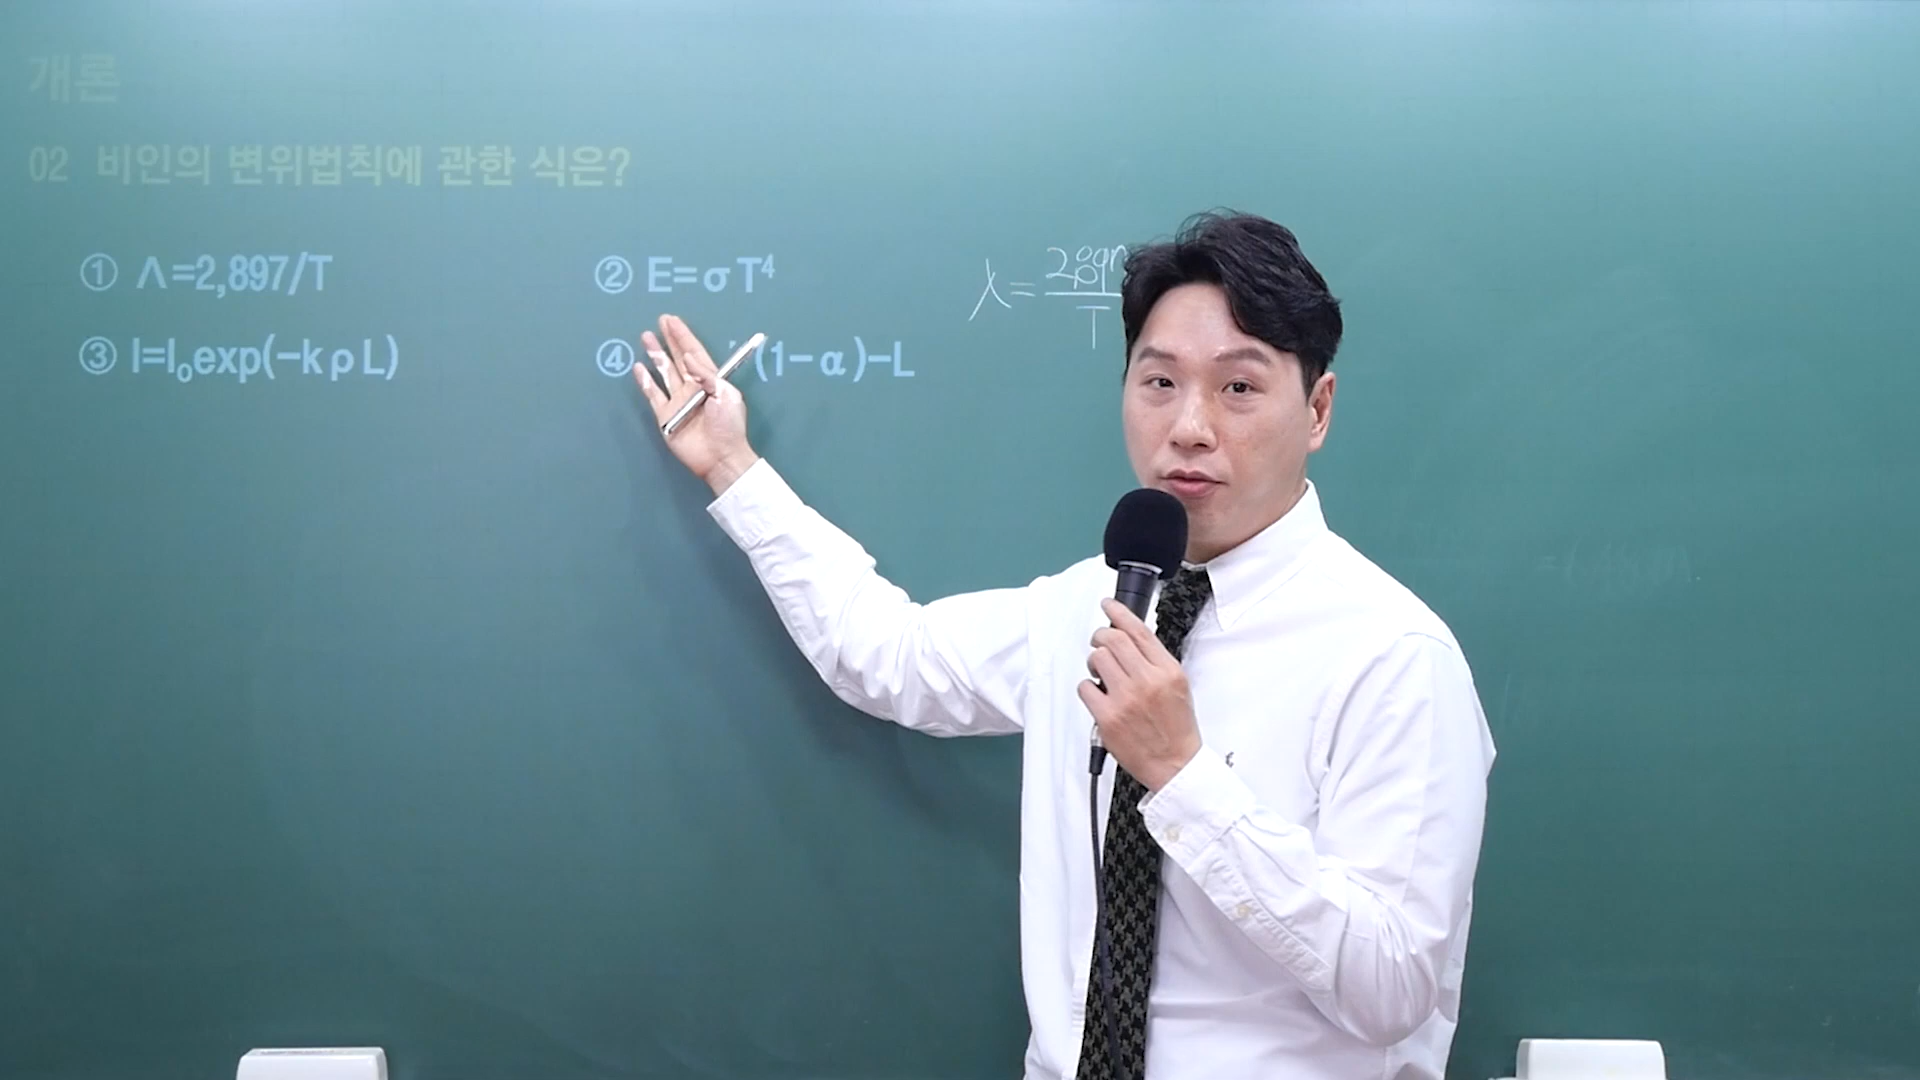 개론
02 비인의 변위법칙에 관한 식은?
① Λ=2,897/T ② E=σT⁴
③ I=I₀exp(-kρL) ④ (1-α)-L
λ=
T